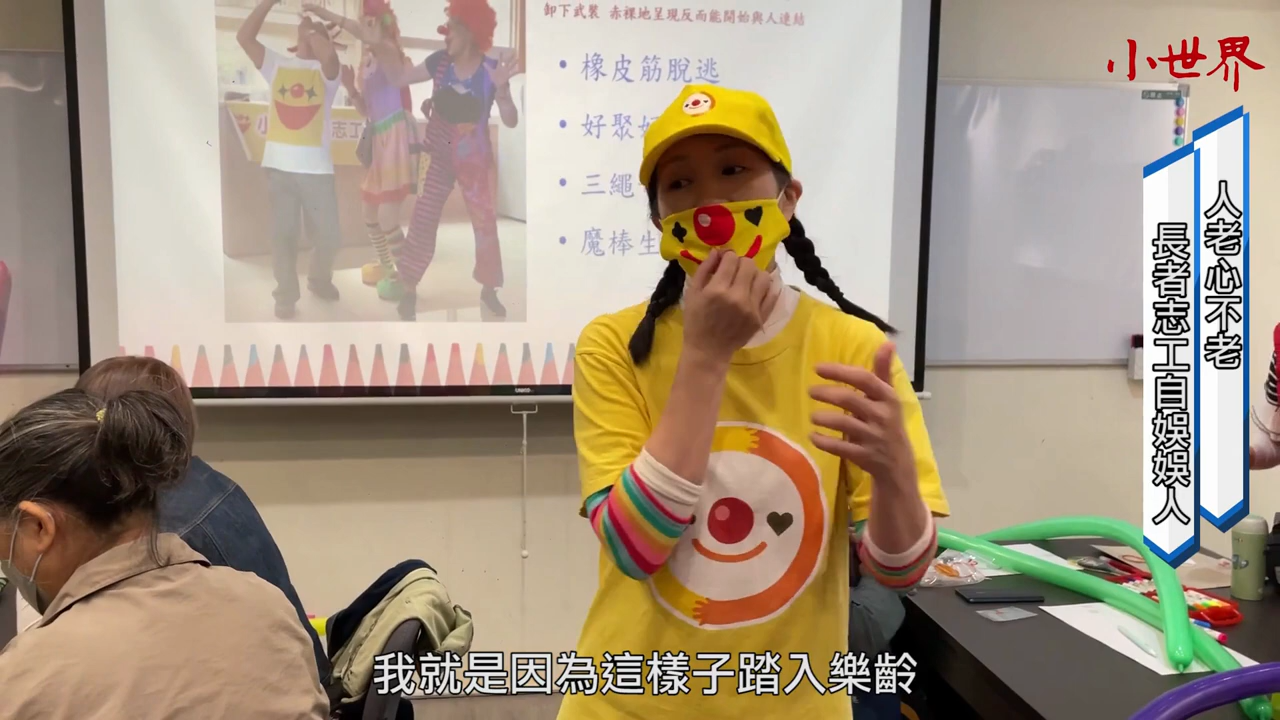 卸下武裝 赤裸地呈現反而能開始與人連結
• 橡皮筋脫逃
• 好聚好
• 三繩
• 魔棒生
小世界
人老心不老
長者志工自娛娛人
志工
我就是因為這樣子踏入樂齡